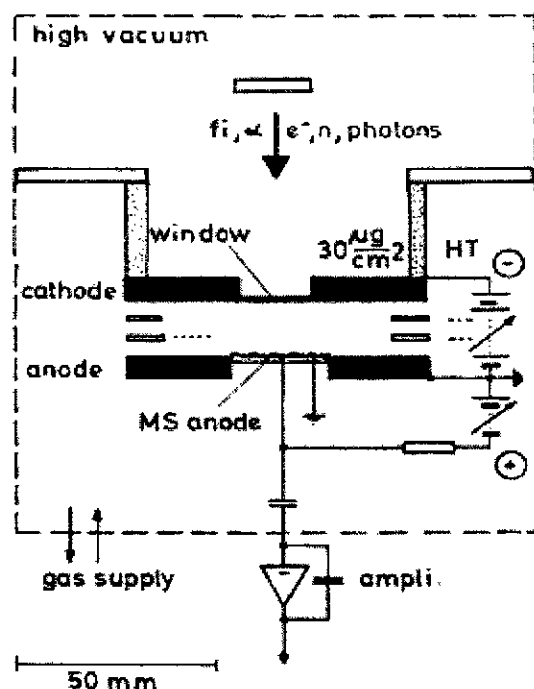 high vacuum
fi, α e⁻, n, photons
window
30 μg/cm2
HT
cathode
anode
MS anode
gas supply
ampli.
50 mm